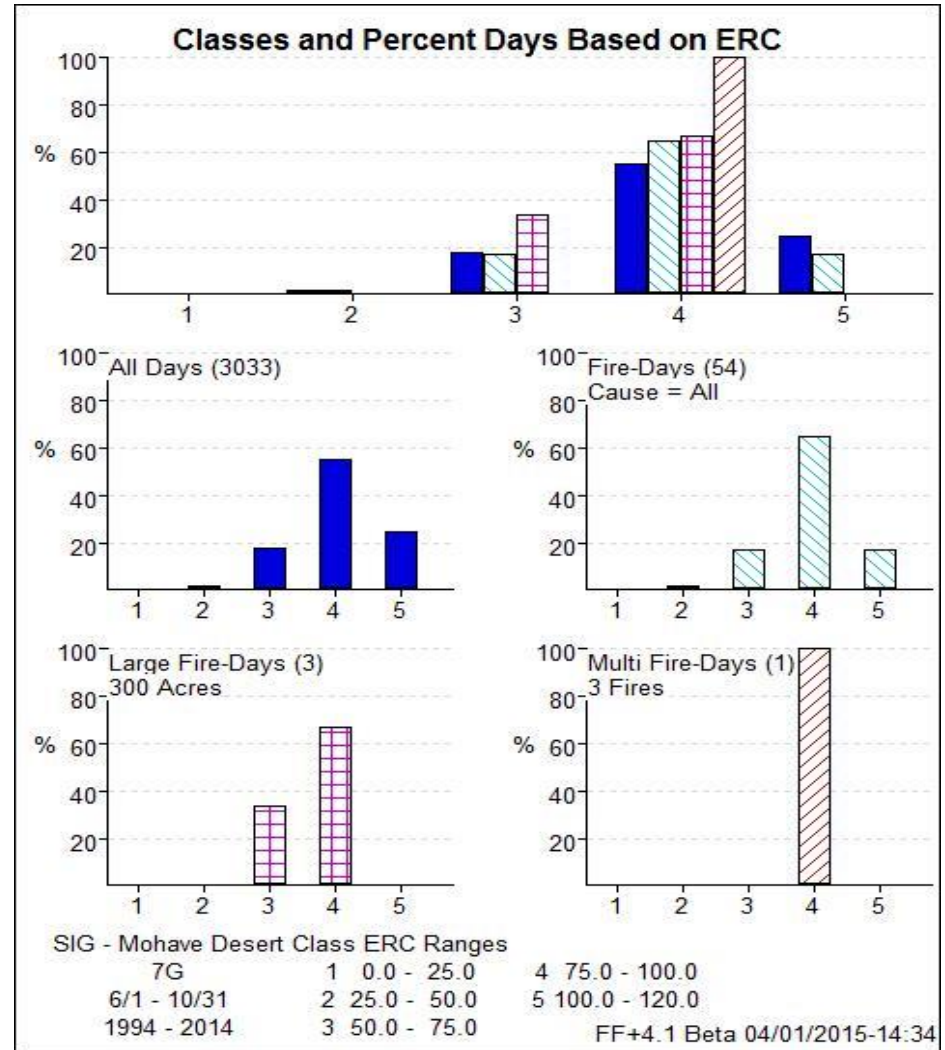 Classes and Percent Days Based on ERC
100
80
% 60
40
20
1 2 3 4 5
100
All Days (3033)
80
% 60
40
20
1 2 3 4 5
100
Fire-Days (54)
Cause = All
80
% 60
40
20
1 2 3 4 5
100
Large Fire-Days (3)
300 Acres
80
% 60
40
20
1 2 3 4 5
100
Multi Fire-Days (1)
3 Fires
80
% 60
40
20
1 2 3 4 5
SIG - Mohave Desert Class ERC Ranges
7G 1 0.0 - 25.0 4 75.0 - 100.0
6/1 - 10/31 2 25.0 - 50.0 5 100.0 - 120.0
1994 - 2014 3 50.0 - 75.0
FF+4.1 Beta 04/01/2015-14:34